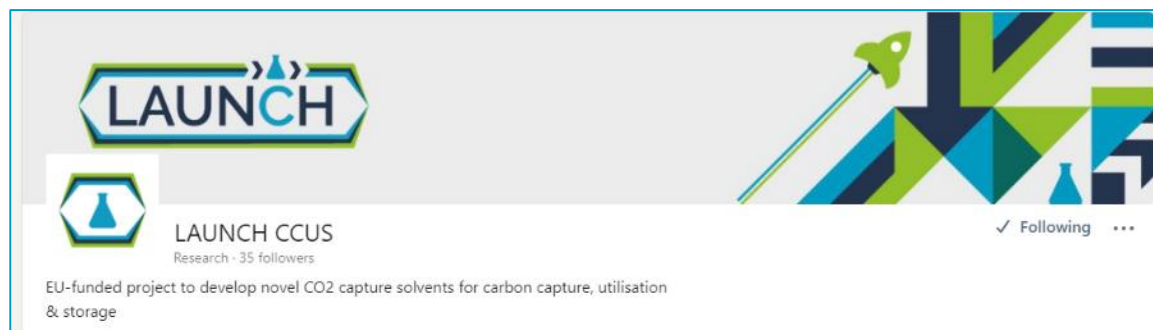 LAUNCH
LAUNCH CCUS
Research · 35 followers
✓ Following ...
EU-funded project to develop novel CO2 capture solvents for carbon capture, utilisation
& storage